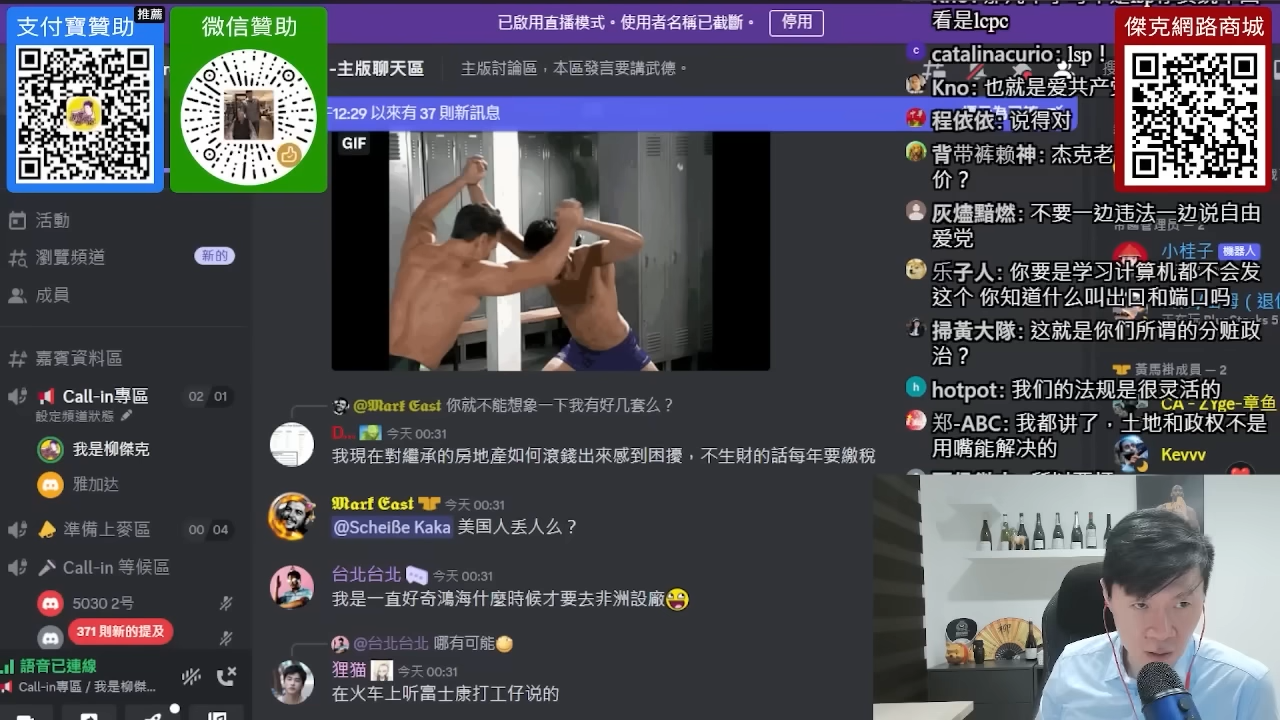 支付寶贊助
推薦
微信贊助
已啟用直播模式。使用者名稱已截斷。
停用
傑克網路商城
-主版聊天區
主版討論區，本區發言要講武德。
12:29 以來有 37 則新訊息
GIF
活動
瀏覽頻道
新的
成員
嘉賓資料區
Call-in專區
02 01
設定頻道狀態
我是柳傑克
雅加达
準備上麥區
00 04
Call-in 等候區
5030 2号
371 則新的提及
語音已連線
Call-in專區 / 我是柳傑...
@Mark East 你就不能想象一下我有好几套么？
D... 今天 00:31
我現在對繼承的房地產如何滾錢出來感到困擾，不生財的話每年要繳稅
Mark East 今天 00:31
@Scheiße Kaka 美国人丢人么？
台北台北 今天 00:31
我是一直好奇鴻海什麼時候才要去非洲設廠
@台北台北 哪有可能
狸猫 今天 00:31
在火车上听富士康打工仔说的
看是lcpc
catalinacurio: lsp！
Kno: 也就是爱共产
程依依: 说得对
背带裤赖神: 杰克老
价？
灰燼黯燃: 不要一边违法一边说自由
爱党
小桂子 機器人
乐子人: 你要是学习计算机都不会发
这个 你知道什么叫出口和端口吗
掃黃大隊: 这就是你们所谓的分赃政
治？
黃馬褂成員 — 2
hotpot: 我们的法规是很灵活的
CA - ZYge-章鱼
郑-ABC: 我都讲了，土地和政权不是
用嘴能解决的
Kevvv